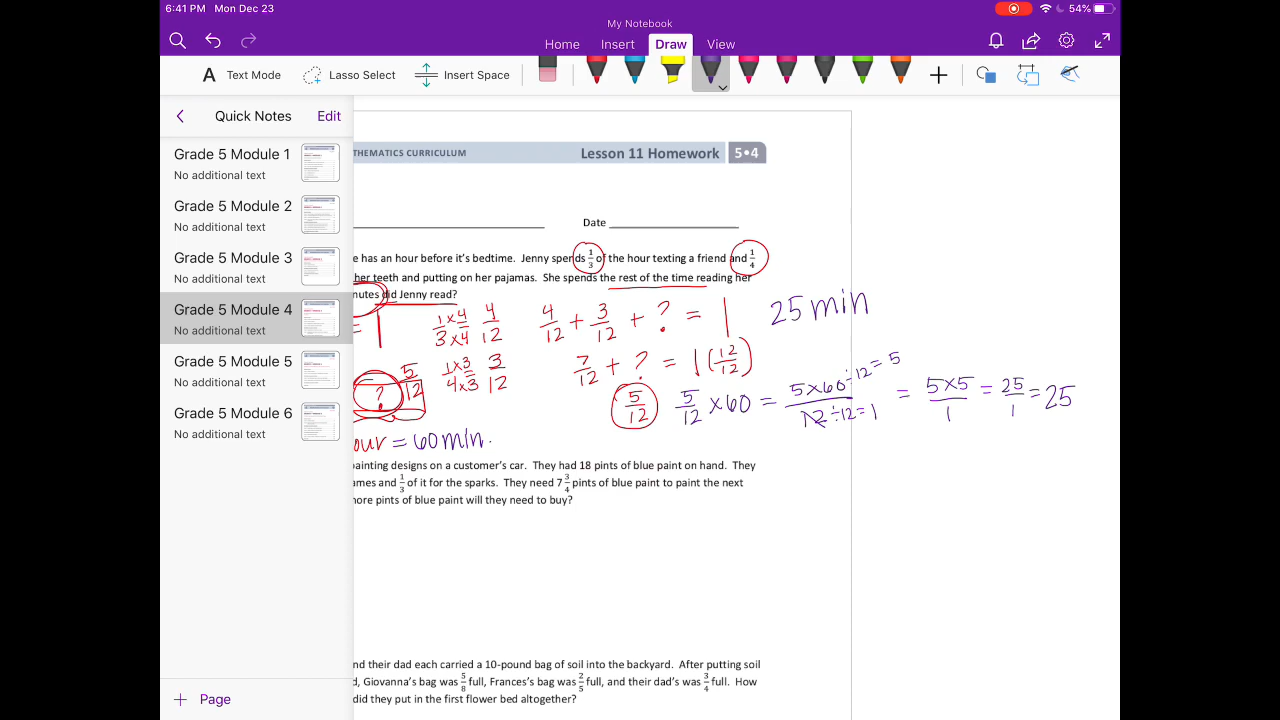 6:41 PM Mon Dec 23
54%
My Notebook
Home Insert Draw View
A Text Mode
Lasso Select
Insert Space
Quick Notes
Edit
Grade 5 Module 1
No additional text
Grade 5 Module 2
No additional text
Grade 5 Module 3
No additional text
Grade 5 Module 4
No additional text
Grade 5 Module 5
No additional text
Grade 5 Module 6
No additional text
+ Page
THEMATICS CURRICULUM
Lesson 11 Homework 5•4
Date
e has an hour before it's bedtime. Jenny spends 1/3 of the hour texting a friend and 1/4
her teeth and putting on her pajamas. She spends the rest of the time reading her
nutes did Jenny read?
= 1
1×4/3×4 4/12
4/12 + 3/12 + ? = 1
25 min
? 5/12
1×3/4×3 3/12
7/12 + ? = 1 (12/12)
5/12
5/12 × 60 = 5×60÷12=5/12÷12=1 = 5×5/1 = 25/1 = 25
our = 60 min.
painting designs on a customer's car. They had 18 pints of blue paint on hand. They
ames and 1/3 of it for the sparks. They need 7 3/4 pints of blue paint to paint the next
nore pints of blue paint will they need to buy?
nd their dad each carried a 10-pound bag of soil into the backyard. After putting soil
d, Giovanna's bag was 5/8 full, Frances's bag was 2/5 full, and their dad's was 3/4 full. How
did they put in the first flower bed altogether?